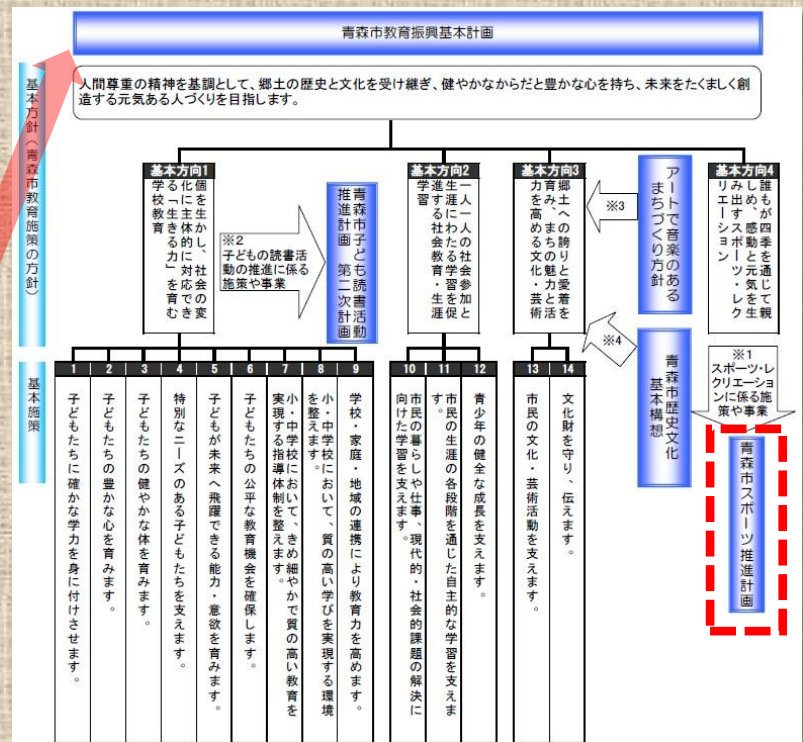 青森市教育振興基本計画
基本方針（青森市教育施策の方針）
人間尊重の精神を基調として、郷土の歴史と文化を受け継ぎ、健やかなからだと豊かな心を持ち、未来をたくましく創
造する元気ある人づくりを目指します。
基本方向1
個を生かし、社会の変
化に主体的に対応でき
る「生きる力」を育む
学校教育
※2
子どもの読書活
動の推進に係る
施策や事業
青森市子ども読書活動
推進計画　第二次計画
基本方向2
一人一人の社会参加と
生涯にわたる学習を促
進する社会教育・生涯
学習
基本方向3
郷土への誇りと愛着を
育み、まちの魅力と活
力を高める文化・芸術
※3
アートで音楽のある
まちづくり方針
※4
青森市歴史文化
基本構想
基本方向4
誰もが四季を通じて親
しめ、感動と元気を生
み出すスポーツ・レク
リエーション
※1
スポーツ・レ
クリエーショ
ンに係る施
策や事業
青森市スポーツ推進計画
基本施策
1
子どもたちに確かな学力を身に付けさせます。
2
子どもたちの豊かな心を育みます。
3
子どもたちの健やかな体を育みます。
4
特別なニーズのある子どもたちを支えます。
5
子どもが未来へ飛躍できる能力・意欲を育みます。
6
子どもたちの公平な教育機会を確保します。
7
小・中学校において、きめ細やかで質の高い教育を
実現する指導体制を整えます。
8
小・中学校において、質の高い学びを実現する環境
を整えます。
9
学校・家庭・地域の連携により教育力を高めます。
10
市民の暮らしや仕事、現代的・社会的課題の解決に
向けた学習を支えます。
11
市民の生涯の各段階を通じた自主的な学習を支えま
す。
12
青少年の健全な成長を支えます。
13
市民の文化・芸術活動を支えます。
14
文化財を守り、伝えます。